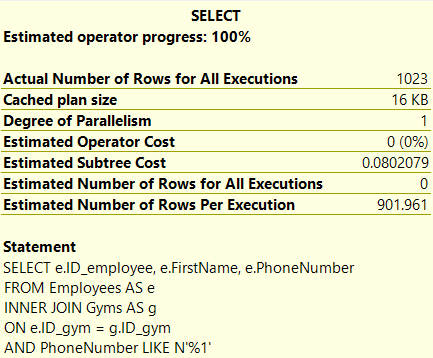 SELECT
Estimated operator progress: 100%
Actual Number of Rows for All Executions 1023
Cached plan size 16 KB
Degree of Parallelism 1
Estimated Operator Cost 0 (0%)
Estimated Subtree Cost 0.0802079
Estimated Number of Rows for All Executions 0
Estimated Number of Rows Per Execution 901.961
Statement
SELECT e.ID_employee, e.FirstName, e.PhoneNumber
FROM Employees AS e
INNER JOIN Gyms AS g
ON e.ID_gym = g.ID_gym
AND PhoneNumber LIKE N'%1'